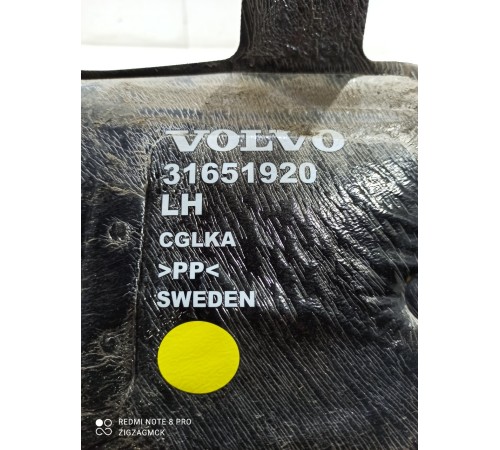 VOLVO
31651920
LH
CGLKA
>PP<
SWEDEN
REDMI NOTE 8 PRO
ZIGZAGMCK